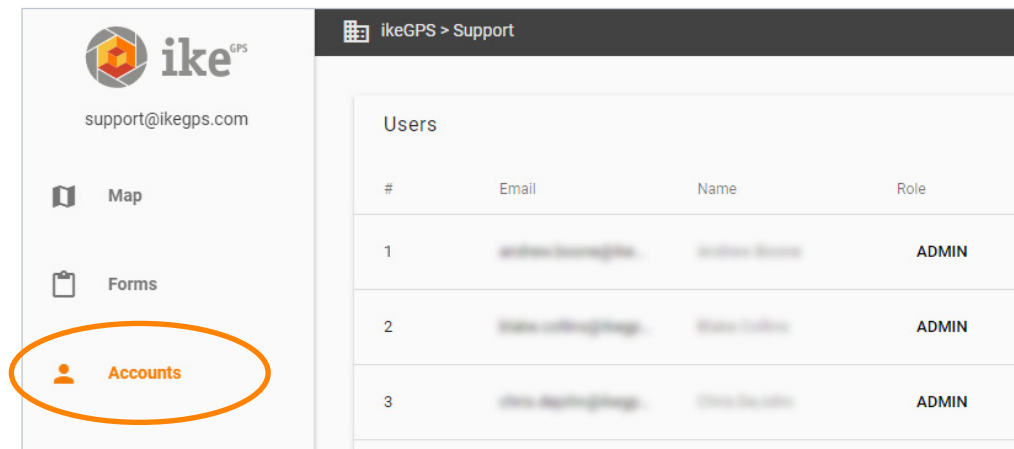 ike GPS
support@ikegps.com
Map
Forms
Accounts
ikeGPS > Support
Users
# Email Name Role
1 ADMIN
2 ADMIN
3 ADMIN